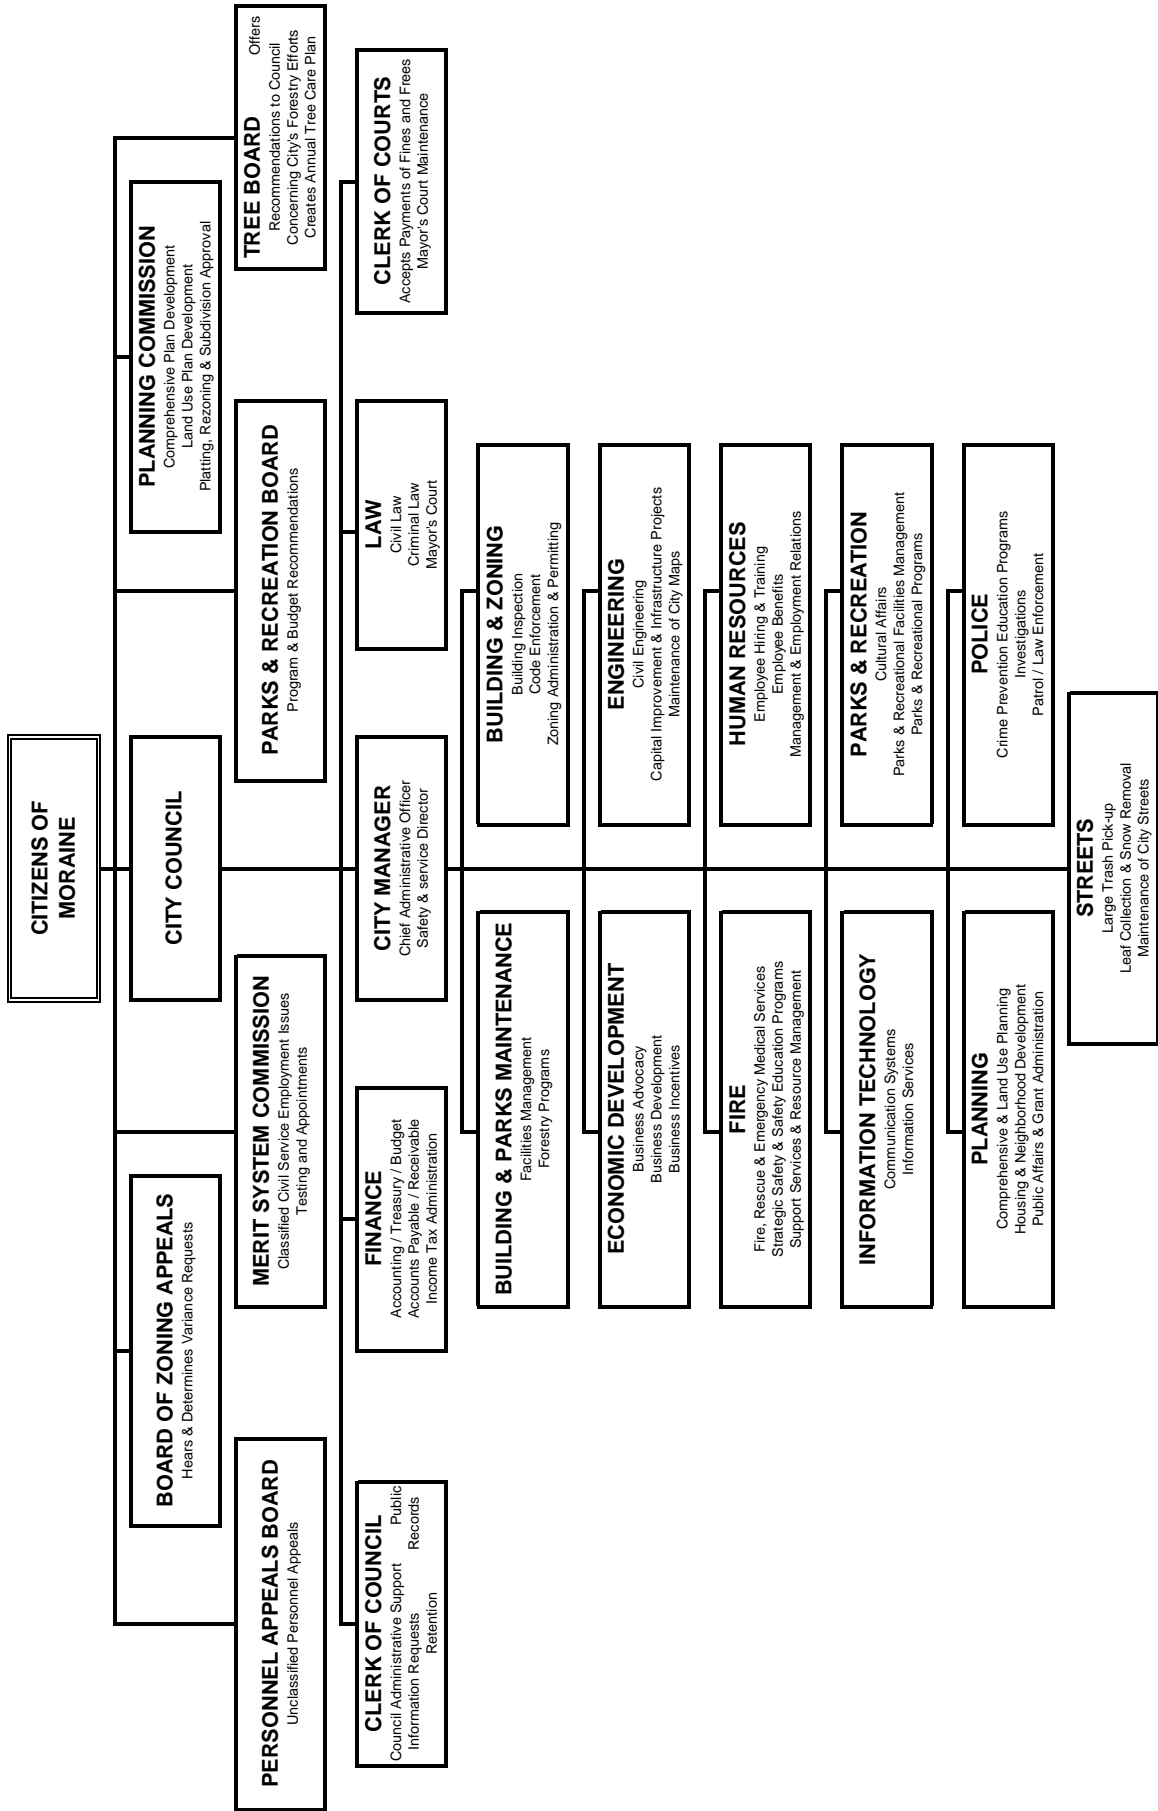 CITIZENS OF
MORAINE
BOARD OF ZONING APPEALS
Hears & Determines Variance Requests
CITY COUNCIL
PLANNING COMMISSION
Comprehensive Plan Development
Land Use Plan Development
Platting, Rezoning & Subdivision Approval
PERSONNEL APPEALS BOARD
Unclassified Personnel Appeals
MERIT SYSTEM COMMISSION
Classified Civil Service Employment Issues
Testing and Appointments
PARKS & RECREATION BOARD
Program & Budget Recommendations
TREE BOARD
Offers
Recommendations to Council
Concerning City's Forestry Efforts
Creates Annual Tree Care Plan
CLERK OF COUNCIL
Council Administrative Support Public
Information Requests Records
Retention
FINANCE
Accounting / Treasury / Budget
Accounts Payable / Receivable
Income Tax Administration
CITY MANAGER
Chief Administrative Officer
Safety & service Director
LAW
Civil Law
Criminal Law
Mayor's Court
CLERK OF COURTS
Accepts Payments of Fines and Frees
Mayor's Court Maintenance
BUILDING & PARKS MAINTENANCE
Facilities Management
Forestry Programs
BUILDING & ZONING
Building Inspection
Code Enforcement
Zoning Administration & Permitting
ECONOMIC DEVELOPMENT
Business Advocacy
Business Development
Business Incentives
ENGINEERING
Civil Engineering
Capital Improvement & Infrastructure Projects
Maintenance of City Maps
FIRE
Fire, Rescue & Emergency Medical Services
Strategic Safety & Safety Education Programs
Support Services & Resource Management
HUMAN RESOURCES
Employee Hiring & Training
Employee Benefits
Management & Employment Relations
INFORMATION TECHNOLOGY
Communication Systems
Information Services
PARKS & RECREATION
Cultural Affairs
Parks & Recreational Facilities Management
Parks & Recreational Programs
PLANNING
Comprehensive & Land Use Planning
Housing & Neighborhood Development
Public Affairs & Grant Administration
POLICE
Crime Prevention Education Programs
Investigations
Patrol / Law Enforcement
STREETS
Large Trash Pick-up
Leaf Collection & Snow Removal
Maintenance of City Streets